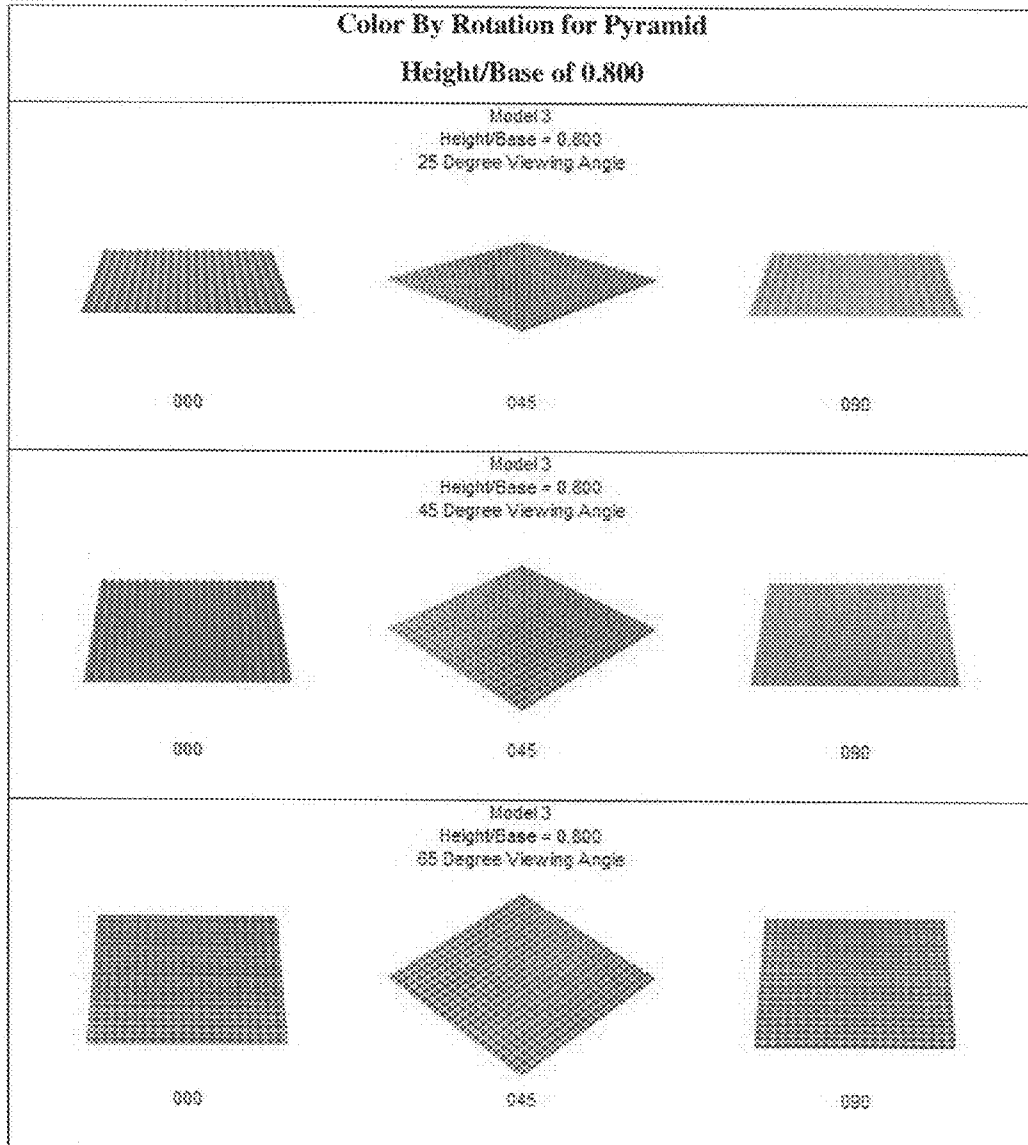 Color By Rotation for Pyramid
Height/Base of 0.800
Model 3
Height/Base = 0.800
25 Degree Viewing Angle
000 045 090
Model 3
Height/Base = 0.800
45 Degree Viewing Angle
000 045 090
Model 3
Height/Base = 0.800
65 Degree Viewing Angle
000 045 090